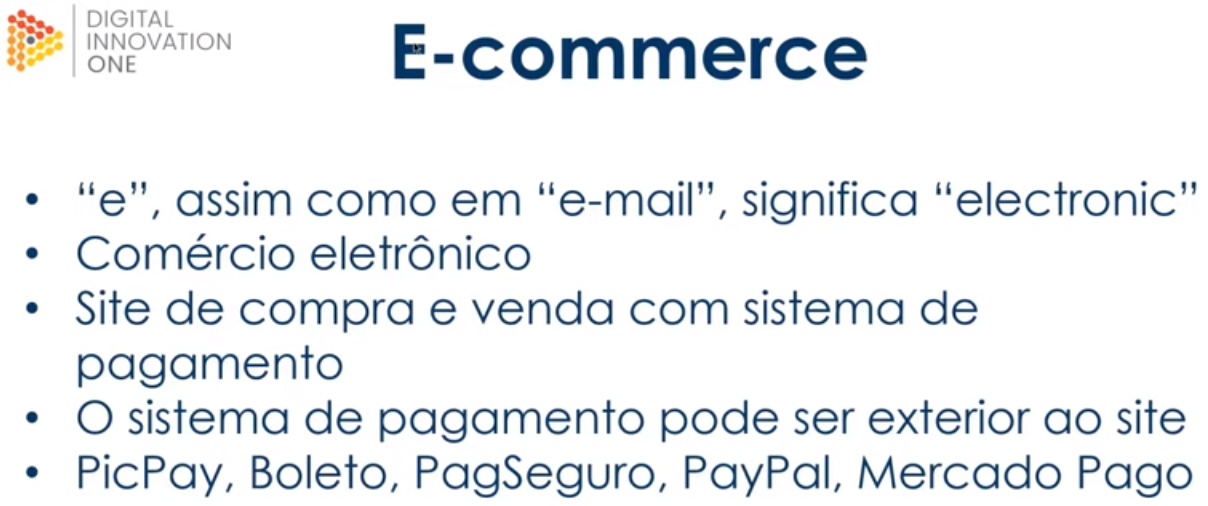 DIGITAL
INNOVATION
ONE
E-commerce
• “e”, assim como em “e-mail”, significa “electronic”
• Comércio eletrônico
• Site de compra e venda com sistema de
pagamento
• O sistema de pagamento pode ser exterior ao site
• PicPay, Boleto, PagSeguro, PayPal, Mercado Pago